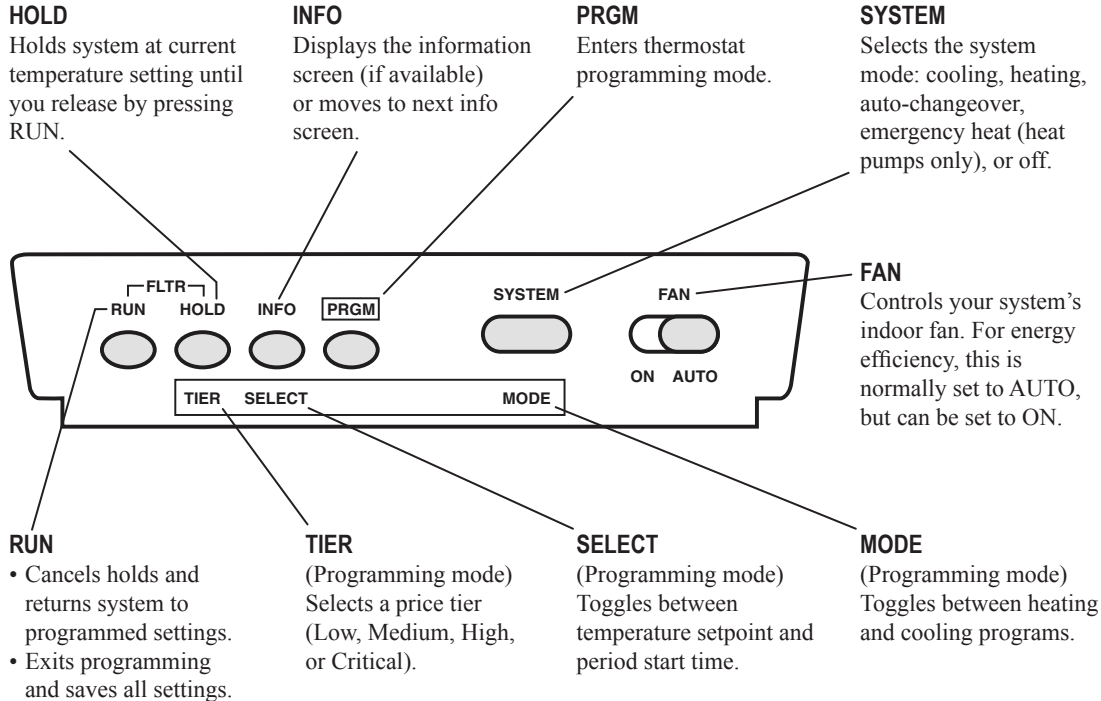 HOLD
Holds system at current
temperature setting until
you release by pressing
RUN.
INFO
Displays the information
screen (if available)
or moves to next info
screen.
PRGM
Enters thermostat
programming mode.
SYSTEM
Selects the system
mode: cooling, heating,
auto-changeover,
emergency heat (heat
pumps only), or off.
FLTR
RUN HOLD INFO PRGM SYSTEM FAN
ON AUTO
TIER SELECT MODE
FAN
Controls your system's
indoor fan. For energy
efficiency, this is
normally set to AUTO,
but can be set to ON.
RUN
• Cancels holds and
returns system to
programmed settings.
• Exits programming
and saves all settings.
TIER
(Programming mode)
Selects a price tier
(Low, Medium, High,
or Critical).
SELECT
(Programming mode)
Toggles between
temperature setpoint and
period start time.
MODE
(Programming mode)
Toggles between heating
and cooling programs.